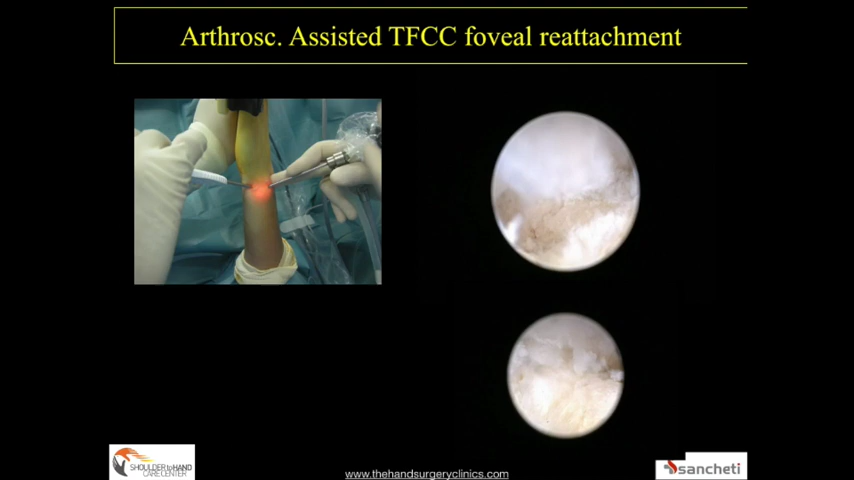 Arthrosc. Assisted TFCC foveal reattachment
SHOULDER to HAND
CARE CENTER
www.thehandsurgeryclinics.com
sancheti